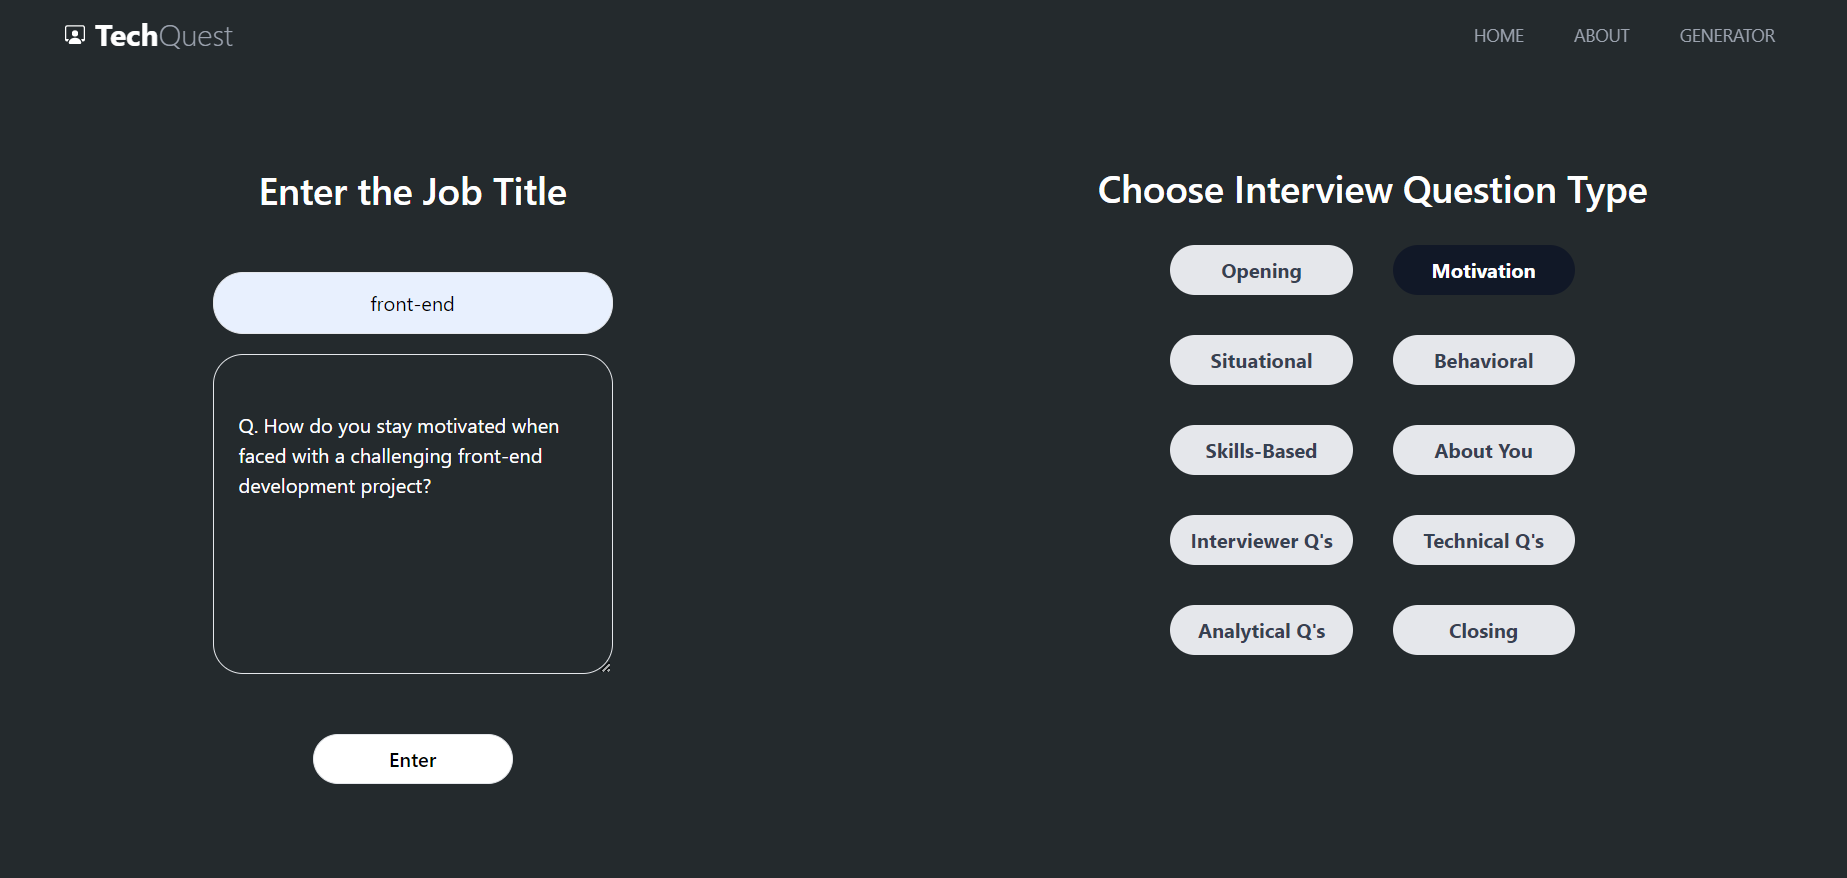 TechQuest
HOME
ABOUT
GENERATOR
Enter the Job Title
front-end
Q. How do you stay motivated when
faced with a challenging front-end
development project?
Enter
Choose Interview Question Type
Opening
Motivation
Situational
Behavioral
Skills-Based
About You
Interviewer Q's
Technical Q's
Analytical Q's
Closing